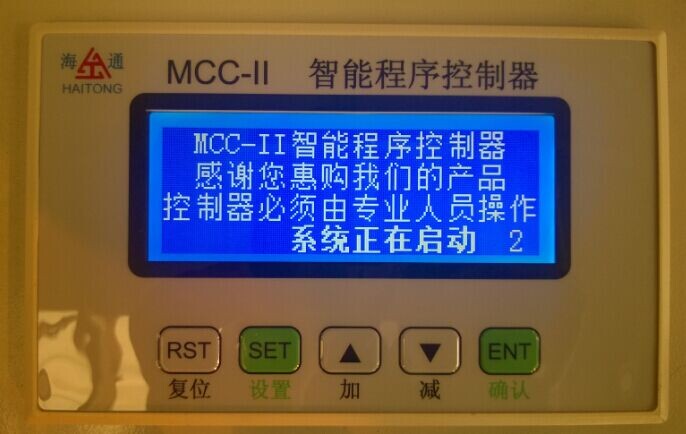 海通
HAITONG
MCC-II 智能程序控制器
MCC-II智能程序控制器
感谢您惠购我们的产品
控制器必须由专业人员操作
系统正在启动 2
RST SET ▲ ▼ ENT
复位 设置 加 减 确认